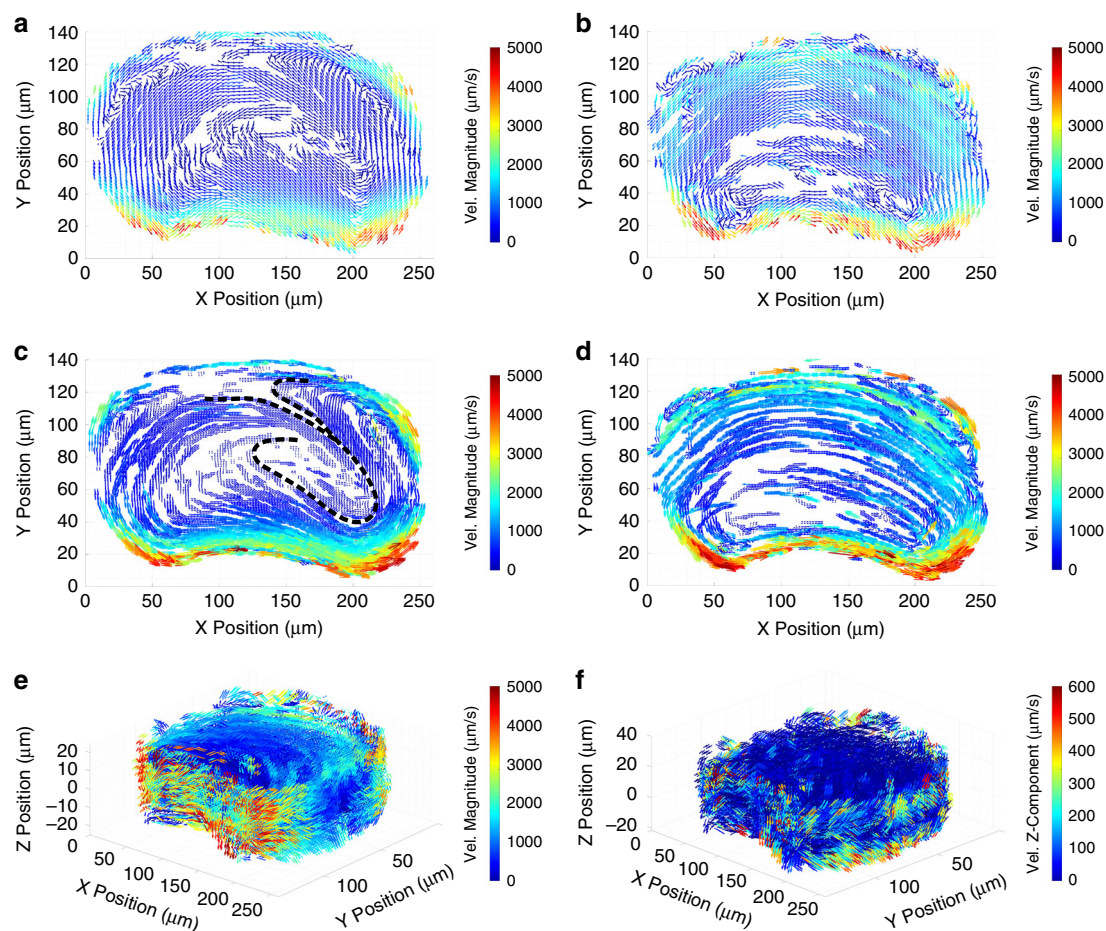 a
140
120
100
80
60
40
20
0
Y Position (μm)
0 50 100 150 200 250
X Position (μm)
5000
4000
3000
2000
1000
0
Vel. Magnitude (μm/s)
b
140
120
100
80
60
40
20
0
Y Position (μm)
0 50 100 150 200 250
X Position (μm)
5000
4000
3000
2000
1000
0
Vel. Magnitude (μm/s)
c
140
120
100
80
60
40
20
0
Y Position (μm)
0 50 100 150 200 250
X Position (μm)
5000
4000
3000
2000
1000
0
Vel. Magnitude (μm/s)
d
140
120
100
80
60
40
20
0
Y Position (μm)
0 50 100 150 200 250
X Position (μm)
5000
4000
3000
2000
1000
0
Vel. Magnitude (μm/s)
e
20
10
0
–10
–20
Z Position (μm)
0 50 100 150 200 250
X Position (μm)
50
100
Y Position (μm)
5000
4000
3000
2000
1000
0
Vel. Magnitude (μm/s)
f
40
20
0
–20
Z Position (μm)
0 50 100 150 200 250
X Position (μm)
50
100
Y Position (μm)
600
500
400
300
200
100
0
Vel. Z-Component (μm/s)